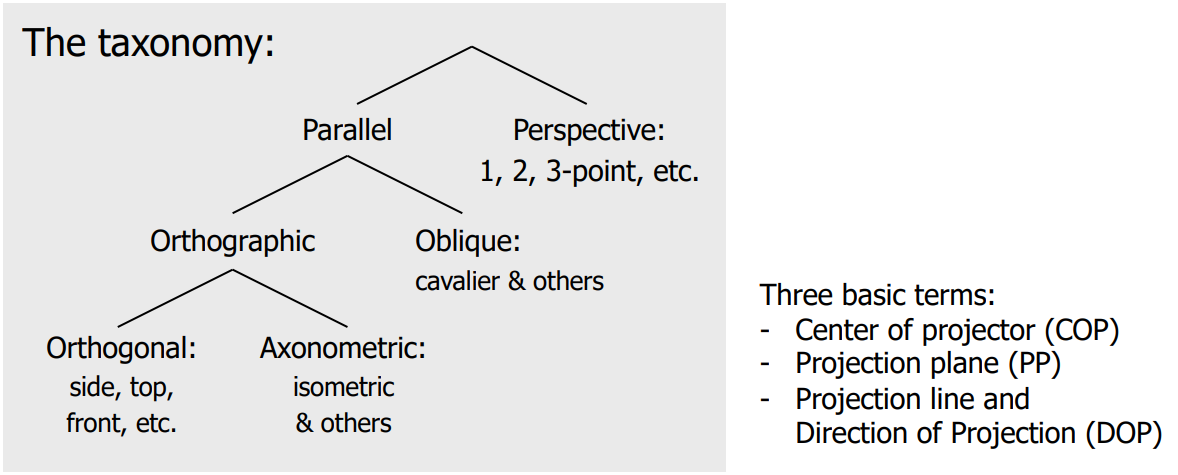 The taxonomy:
Parallel
Perspective:
1, 2, 3-point, etc.
Orthographic
Oblique:
cavalier & others
Orthogonal:
side, top,
front, etc.
Axonometric:
isometric
& others
Three basic terms:
- Center of projector (COP)
- Projection plane (PP)
- Projection line and
Direction of Projection (DOP)